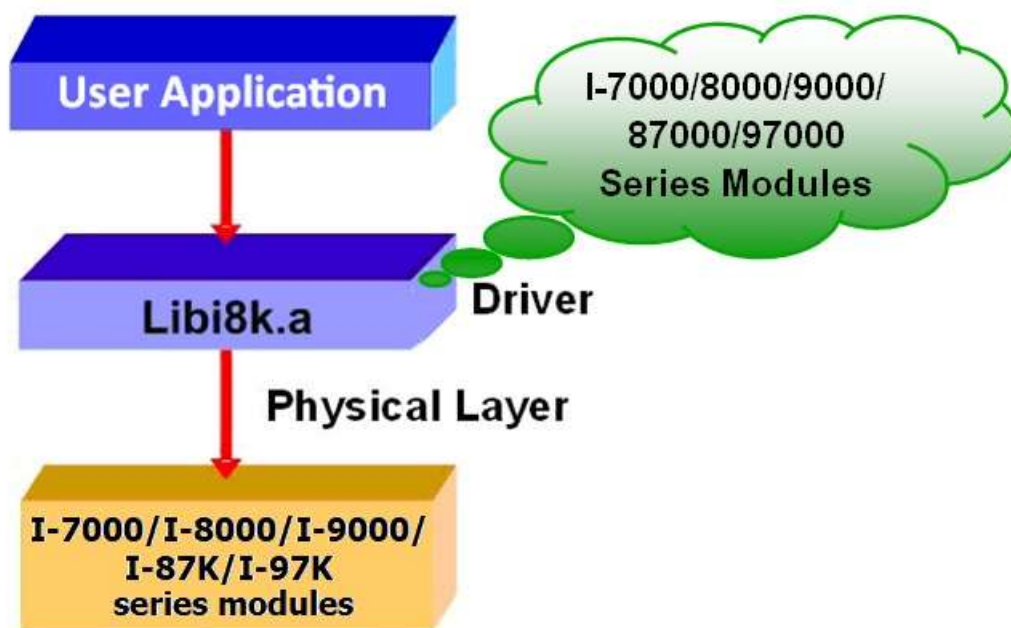 User Application
I-7000/8000/9000/
87000/97000
Series Modules
Libi8k.a
Driver
Physical Layer
I-7000/I-8000/I-9000/
I-87K/I-97K
series modules